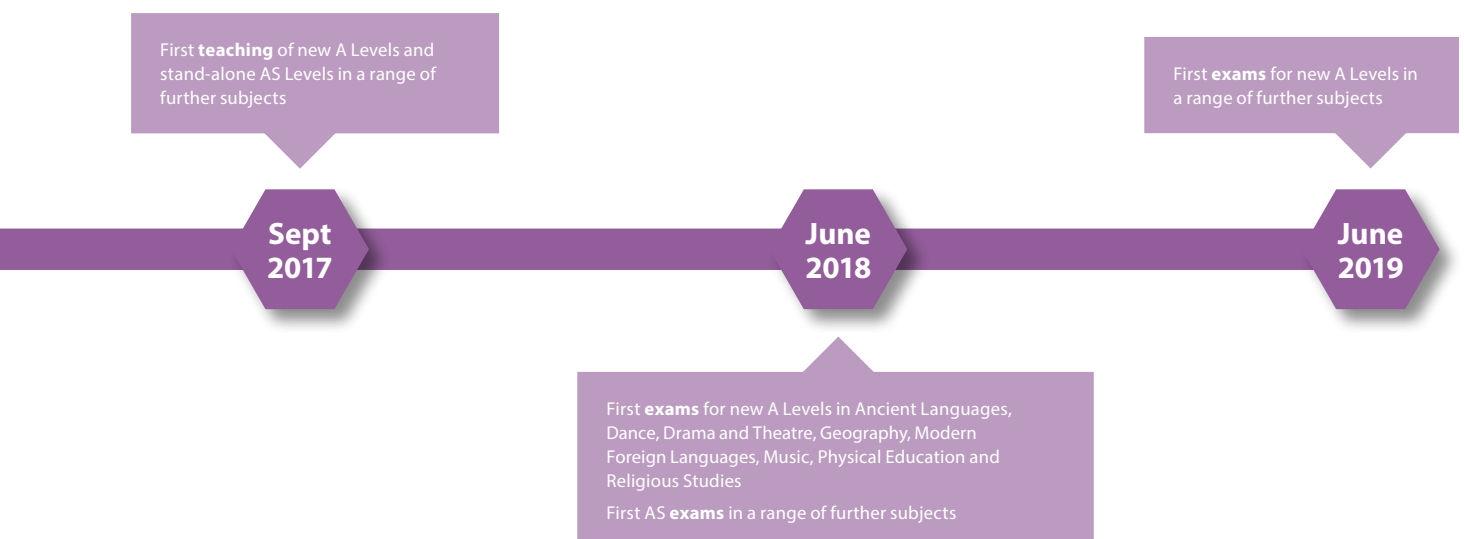 First teaching of new A Levels and
stand-alone AS Levels in a range of
further subjects
First exams for new A Levels in
a range of further subjects
Sept
2017
June
2018
June
2019
First exams for new A Levels in Ancient Languages,
Dance, Drama and Theatre, Geography, Modern
Foreign Languages, Music, Physical Education and
Religious Studies
First AS exams in a range of further subjects